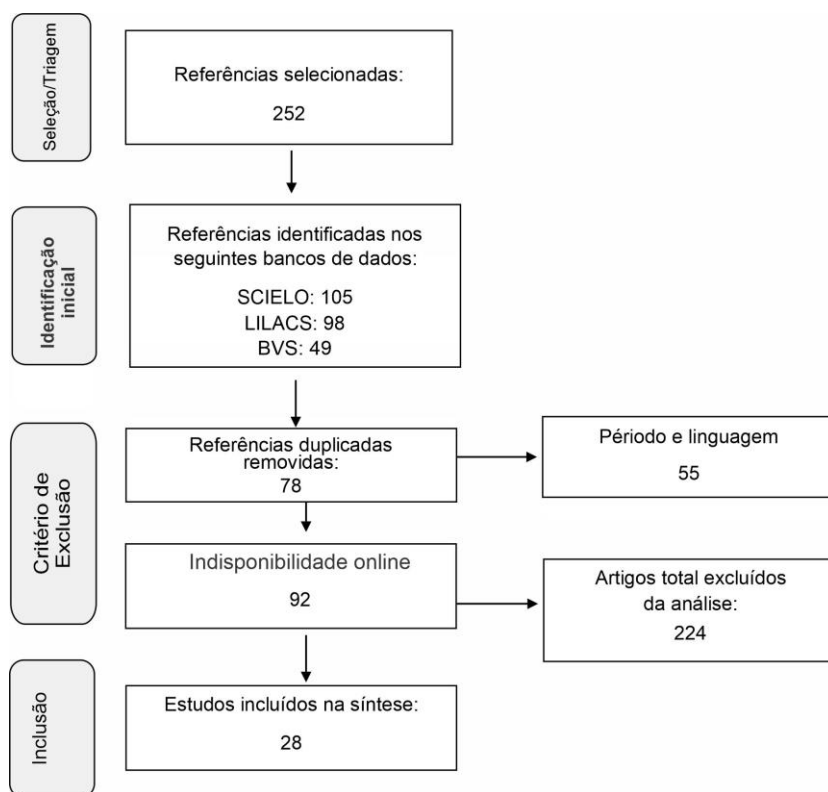 Seleção/Triagem
Referências selecionadas:
252
Identificação
inicial
Referências identificadas nos
seguintes bancos de dados:
SCIELO: 105
LILACS: 98
BVS: 49
Critério de
Exclusão
Referências duplicadas
removidas:
78
Período e linguagem
55
Indisponibilidade online
92
Artigos total excluídos
da análise:
224
Inclusão
Estudos incluídos na síntese:
28